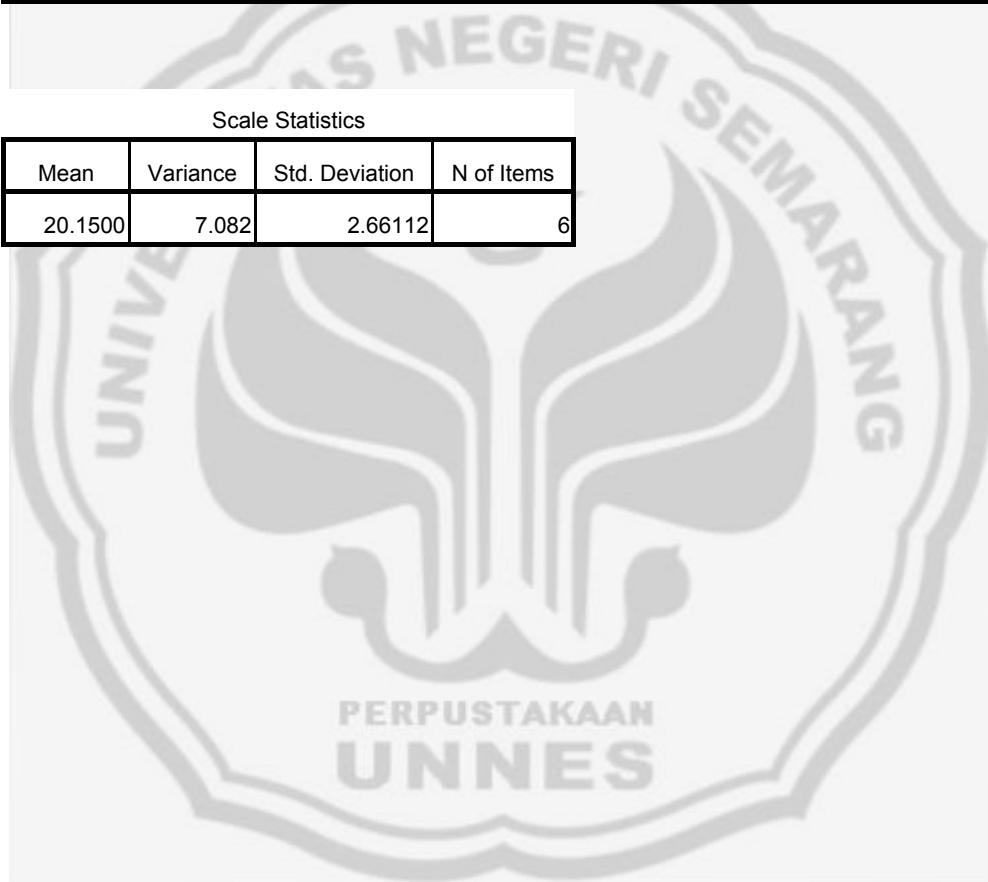 UNIVERSITAS NEGERI SEMARANG
Scale Statistics
Mean Variance Std. Deviation N of Items
20.1500 7.082 2.66112 6
PERPUSTAKAAN
UNNES